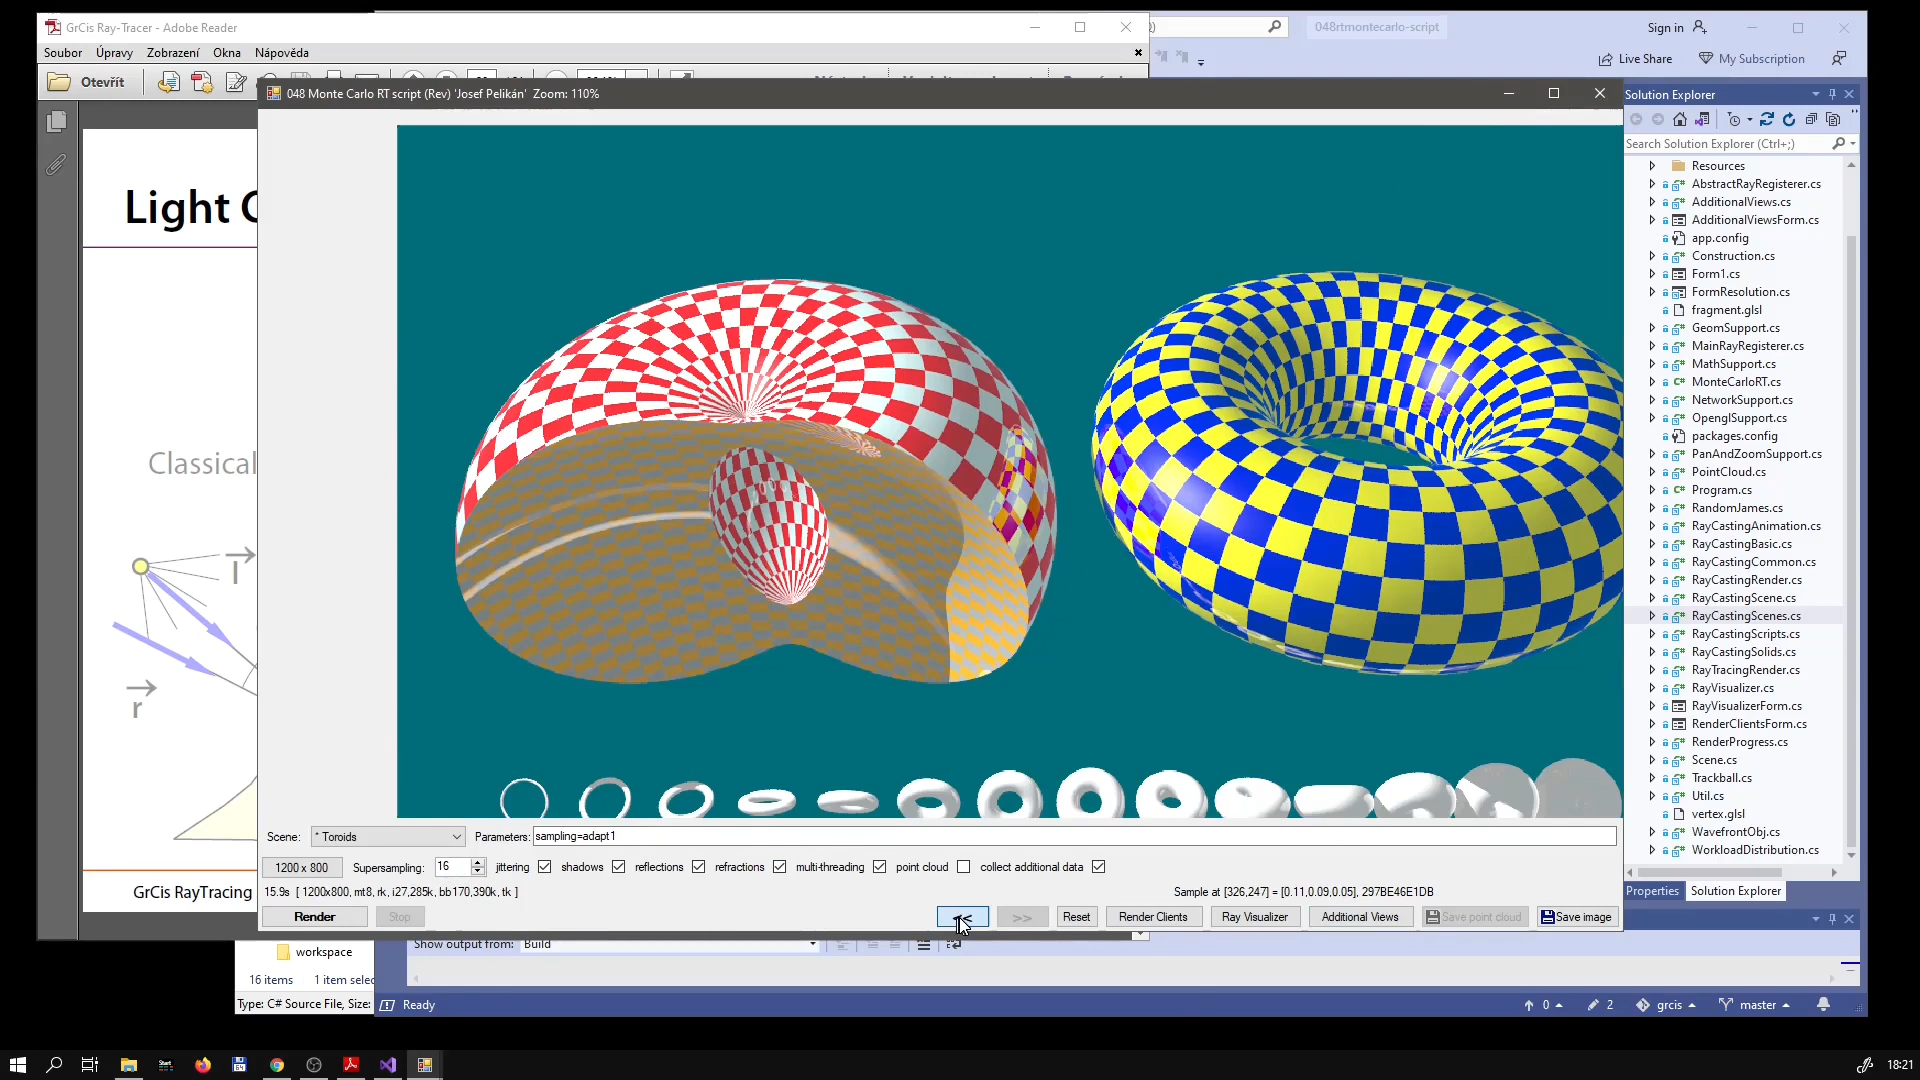 GrCis Ray-Tracer - Adobe Reader
Soubor Úpravy Zobrazení Okna Nápověda
Otevřít
048rtmontecarlo-script
Sign in
Live Share My Subscription
048 Monte Carlo RT script (Rev) 'Josef Pelikán' Zoom: 110%
Light
Classical
l
r
GrCis RayTracing
Scene: * Toroids Parameters: sampling=adapt1
1200 x 800 Supersampling: 16 jittering shadows reflections refractions multi-threading point cloud collect additional data
15.9s [ 1200x800, mt8, rk, i27,285k, bb170,390k, tk ] Sample at [326,247] = [0.11,0.09,0.05], 297BE46E1DB
Render Stop << >> Reset Render Clients Ray Visualizer Additional Views Save point cloud Save image
Solution Explorer
Search Solution Explorer (Ctrl+;)
Resources
AbstractRayRegisterer.cs
AdditionalViews.cs
AdditionalViewsForm.cs
app.config
Construction.cs
Form1.cs
FormResolution.cs
fragment.glsl
GeomSupport.cs
MainRayRegisterer.cs
MathSupport.cs
MonteCarloRT.cs
NetworkSupport.cs
OpenglSupport.cs
packages.config
PanAndZoomSupport.cs
PointCloud.cs
Program.cs
RandomJames.cs
RayCastingAnimation.cs
RayCastingBasic.cs
RayCastingCommon.cs
RayCastingRender.cs
RayCastingScene.cs
RayCastingScenes.cs
RayCastingScripts.cs
RayCastingSolids.cs
RayTracingRender.cs
RayVisualizer.cs
RayVisualizerForm.cs
RenderClientsForm.cs
RenderProgress.cs
Scene.cs
Trackball.cs
Util.cs
vertex.glsl
WavefrontObj.cs
WorkloadDistribution.cs
Properties Solution Explorer
Show output from: Build
workspace
16 items 1 item selec
Type: C# Source File, Size:
Ready
0 2 grcis master
18:21